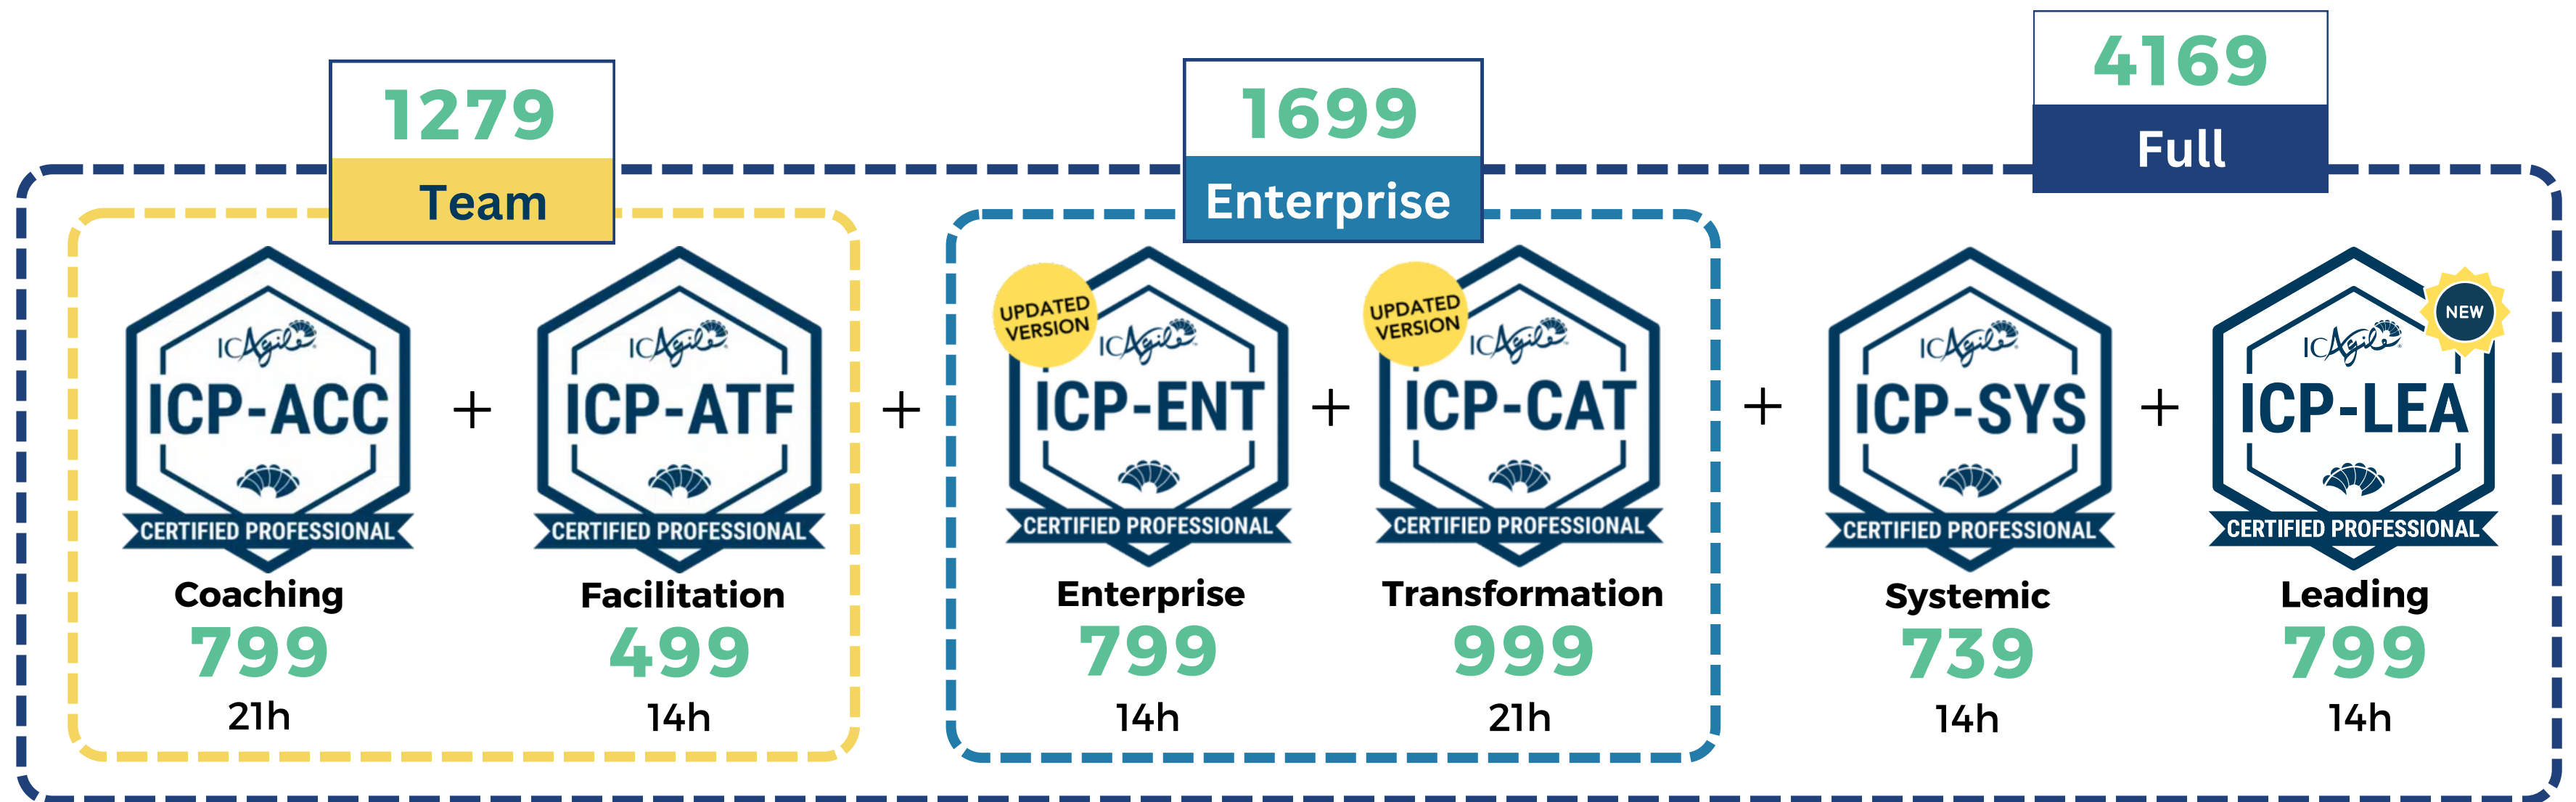 1279
Team
1699
Enterprise
4169
Full
ICAgile
ICP-ACC
CERTIFIED PROFESSIONAL
Coaching
799
21h
+
ICAgile
ICP-ATF
CERTIFIED PROFESSIONAL
Facilitation
499
14h
+
UPDATED
VERSION
ICAgile
ICP-ENT
CERTIFIED PROFESSIONAL
Enterprise
799
14h
+
UPDATED
VERSION
ICAgile
ICP-CAT
CERTIFIED PROFESSIONAL
Transformation
999
21h
+
ICAgile
ICP-SYS
CERTIFIED PROFESSIONAL
Systemic
739
14h
+
NEW
ICAgile
ICP-LEA
CERTIFIED PROFESSIONAL
Leading
799
14h